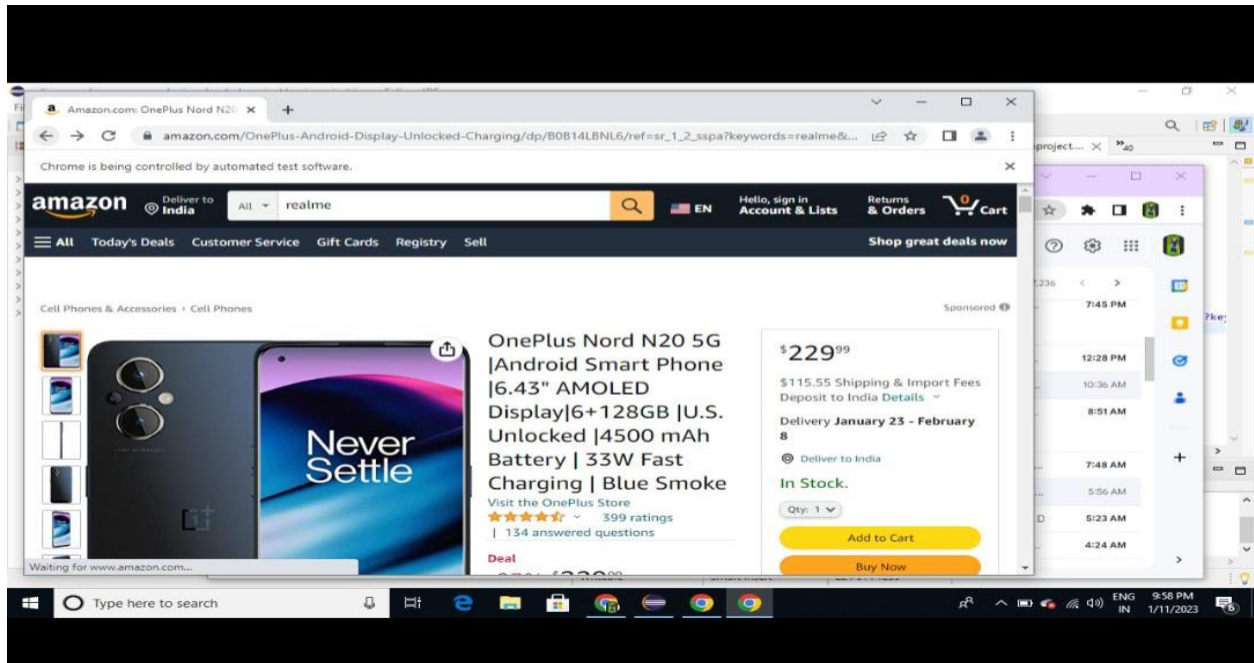 Amazon.com: OnePlus Nord N20
amazon.com/OnePlus-Android-Display-Unlocked-Charging/dp/B0B14LBNL6/ref=sr_1_2_sspa?keywords=realme&...
Chrome is being controlled by automated test software.
amazon
Deliver to
India
All
realme
EN
Hello, sign in
Account & Lists
Returns
& Orders
0
Cart
All Today's Deals Customer Service Gift Cards Registry Sell
Shop great deals now
Cell Phones & Accessories › Cell Phones
Sponsored
OnePlus Nord N20 5G
|Android Smart Phone
|6.43" AMOLED
Display|6+128GB |U.S.
Unlocked |4500 mAh
Battery | 33W Fast
Charging | Blue Smoke
Visit the OnePlus Store
399 ratings
| 134 answered questions
Deal
Never
Settle
$229⁹⁹
$115.55 Shipping & Import Fees
Deposit to India Details
Delivery January 23 - February
8
Deliver to India
In Stock.
Qty: 1
Add to Cart
Buy Now
Waiting for www.amazon.com...
project....
40
7:45 PM
12:28 PM
10:36 AM
8:51 AM
7:48 AM
5:56 AM
D 5:23 AM
4:24 AM
Type here to search
ENG
IN
9:58 PM
1/11/2023